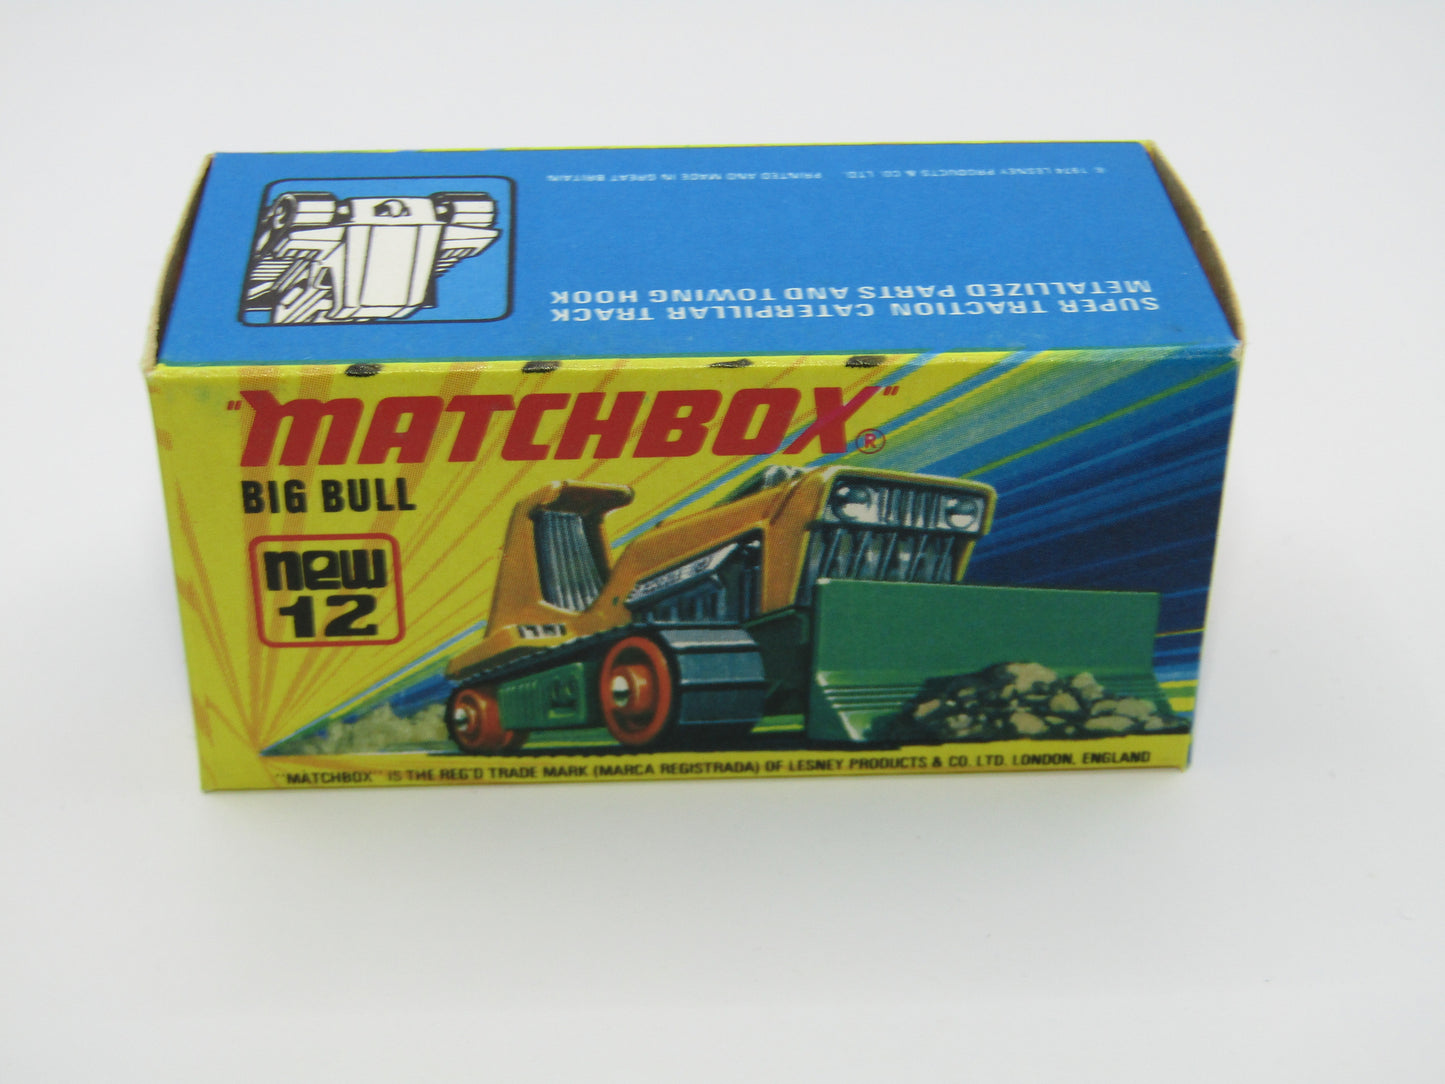 "MATCHBOX"®
BIG BULL
new
12
"MATCHBOX" IS THE REG'D TRADE MARK (MARCA REGISTRADA) OF LESNEY PRODUCTS & CO. LTD. LONDON, ENGLAND
SUPER TRACTION CATERPILLAR TRACK
METALLIZED PARTS AND TOWING HOOK
© 1974 LESNEY PRODUCTS & CO. LTD. PRINTED AND MADE IN GREAT BRITAIN